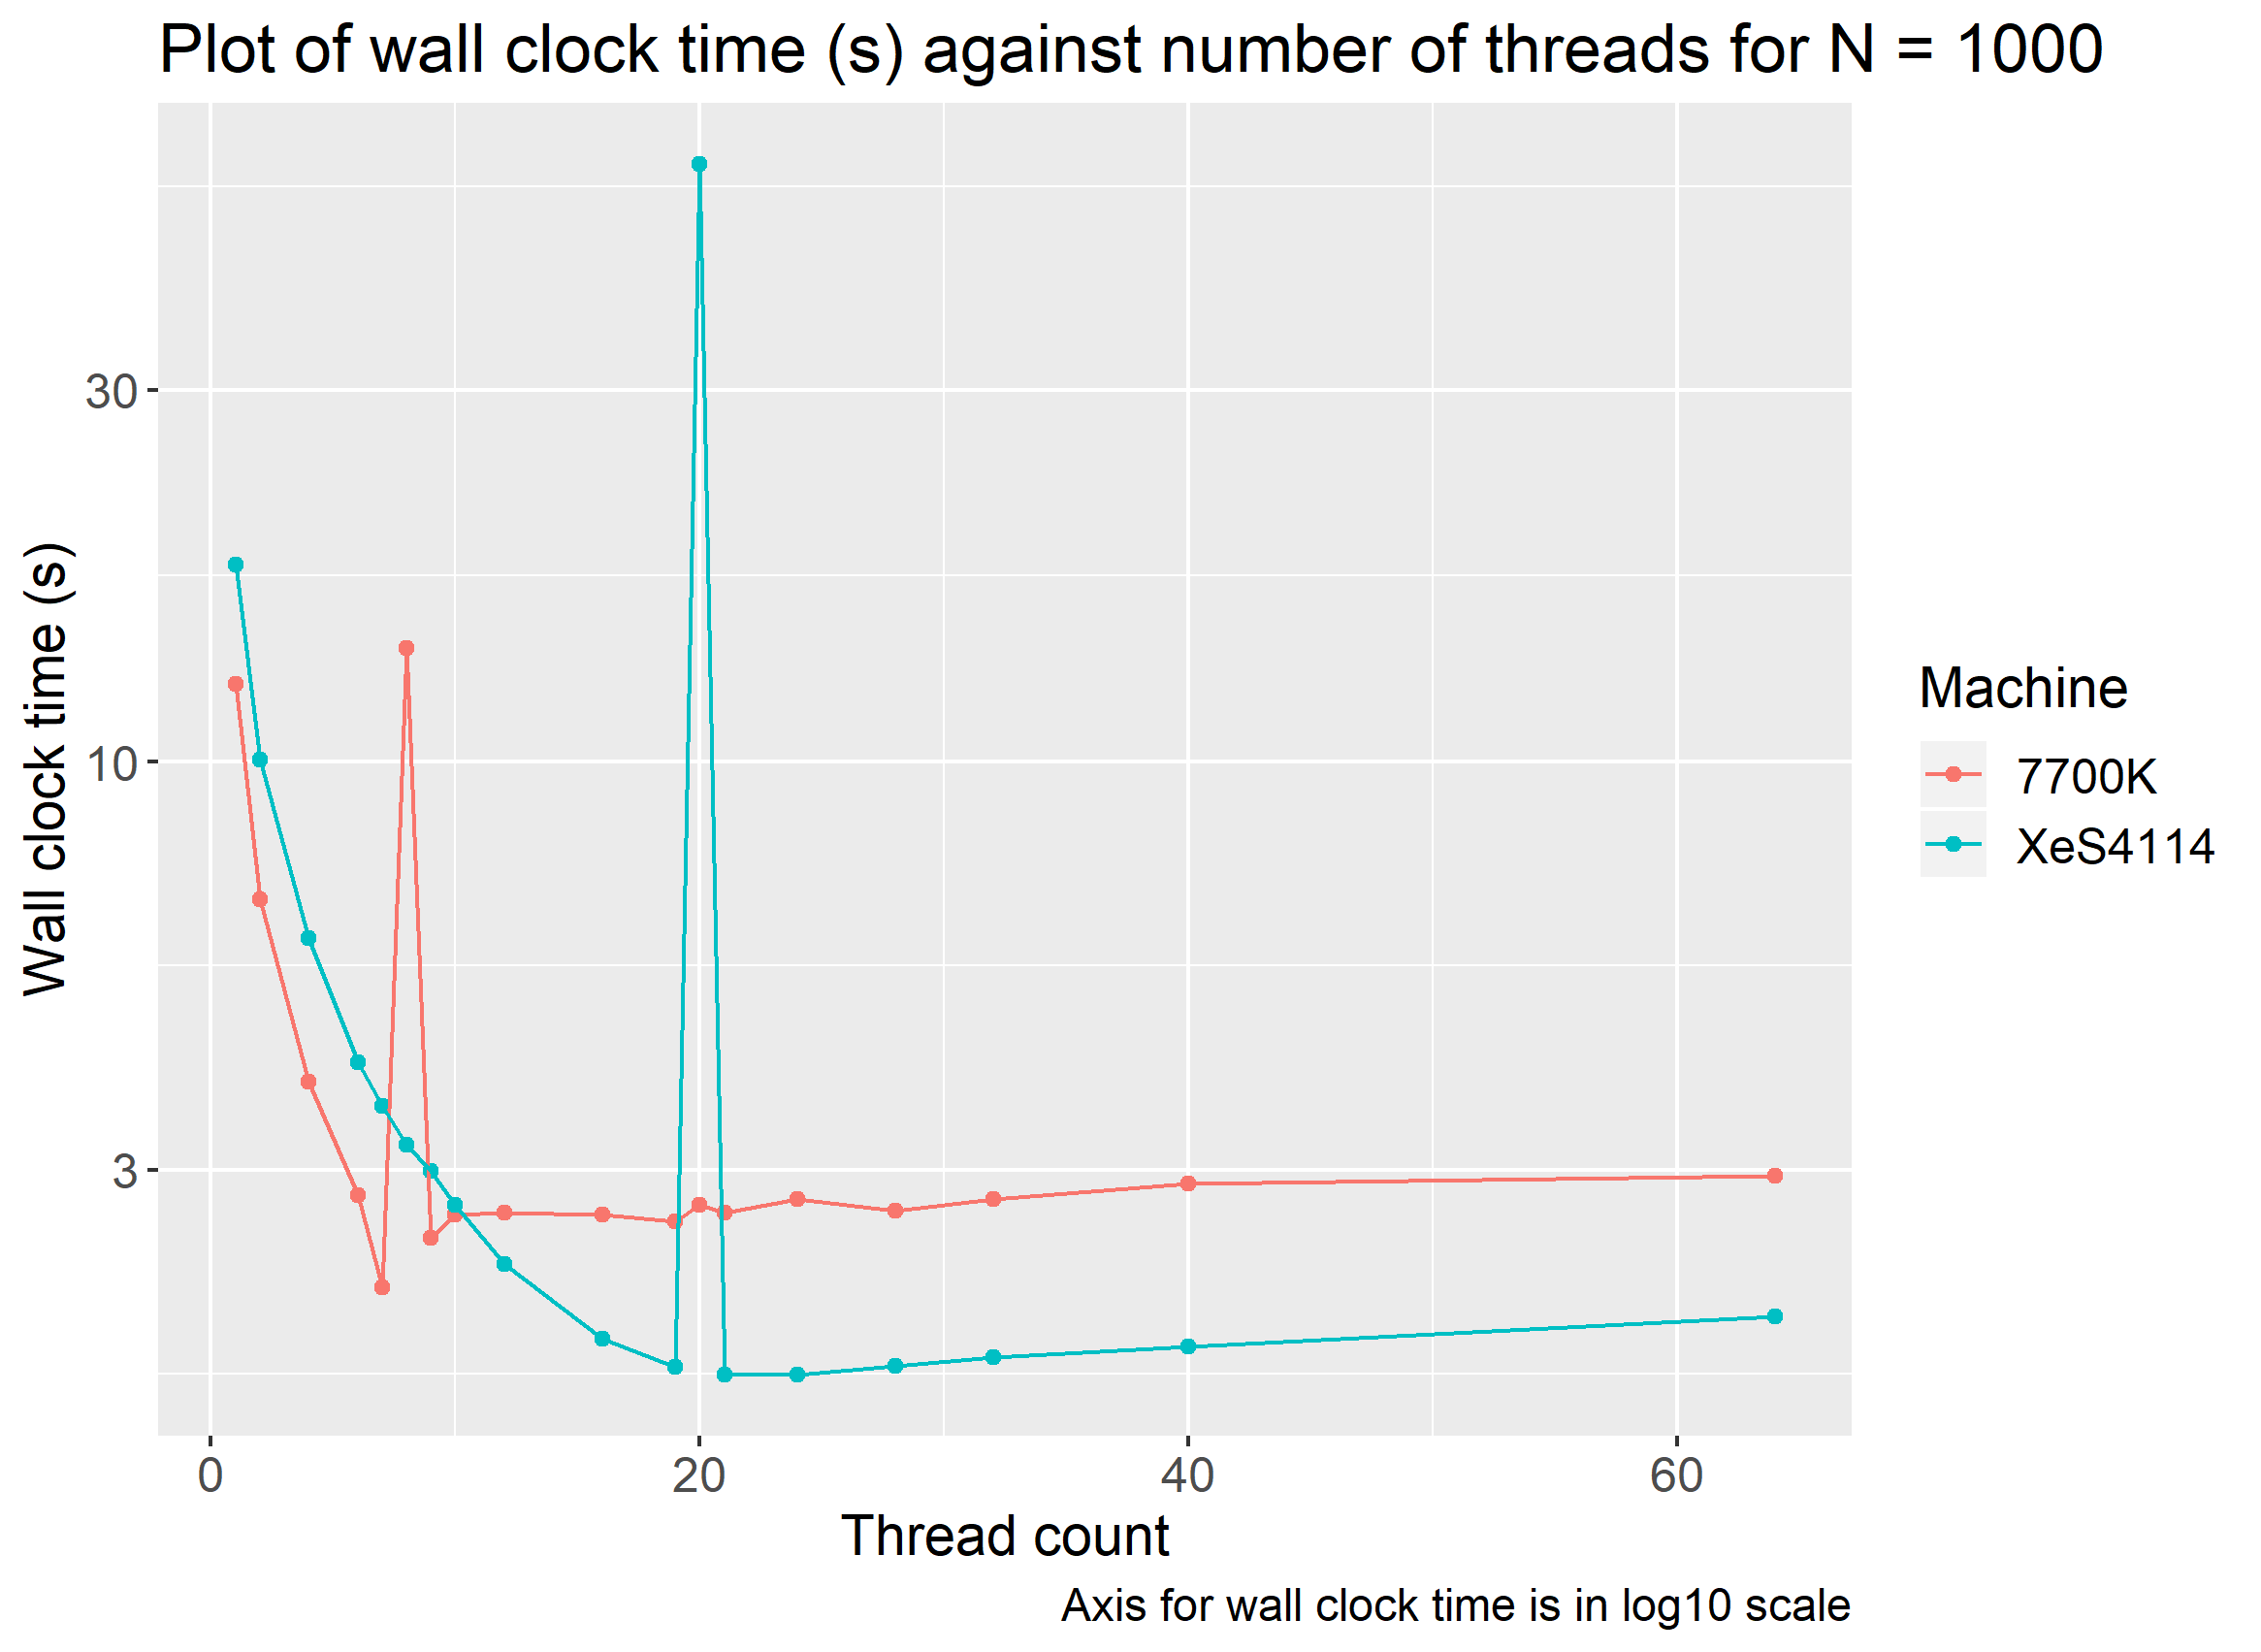 Plot of wall clock time (s) against number of threads for N = 1000
Wall clock time (s)
30
10
3
0
20
40
60
Thread count
Machine
7700K
XeS4114
Axis for wall clock time is in log10 scale